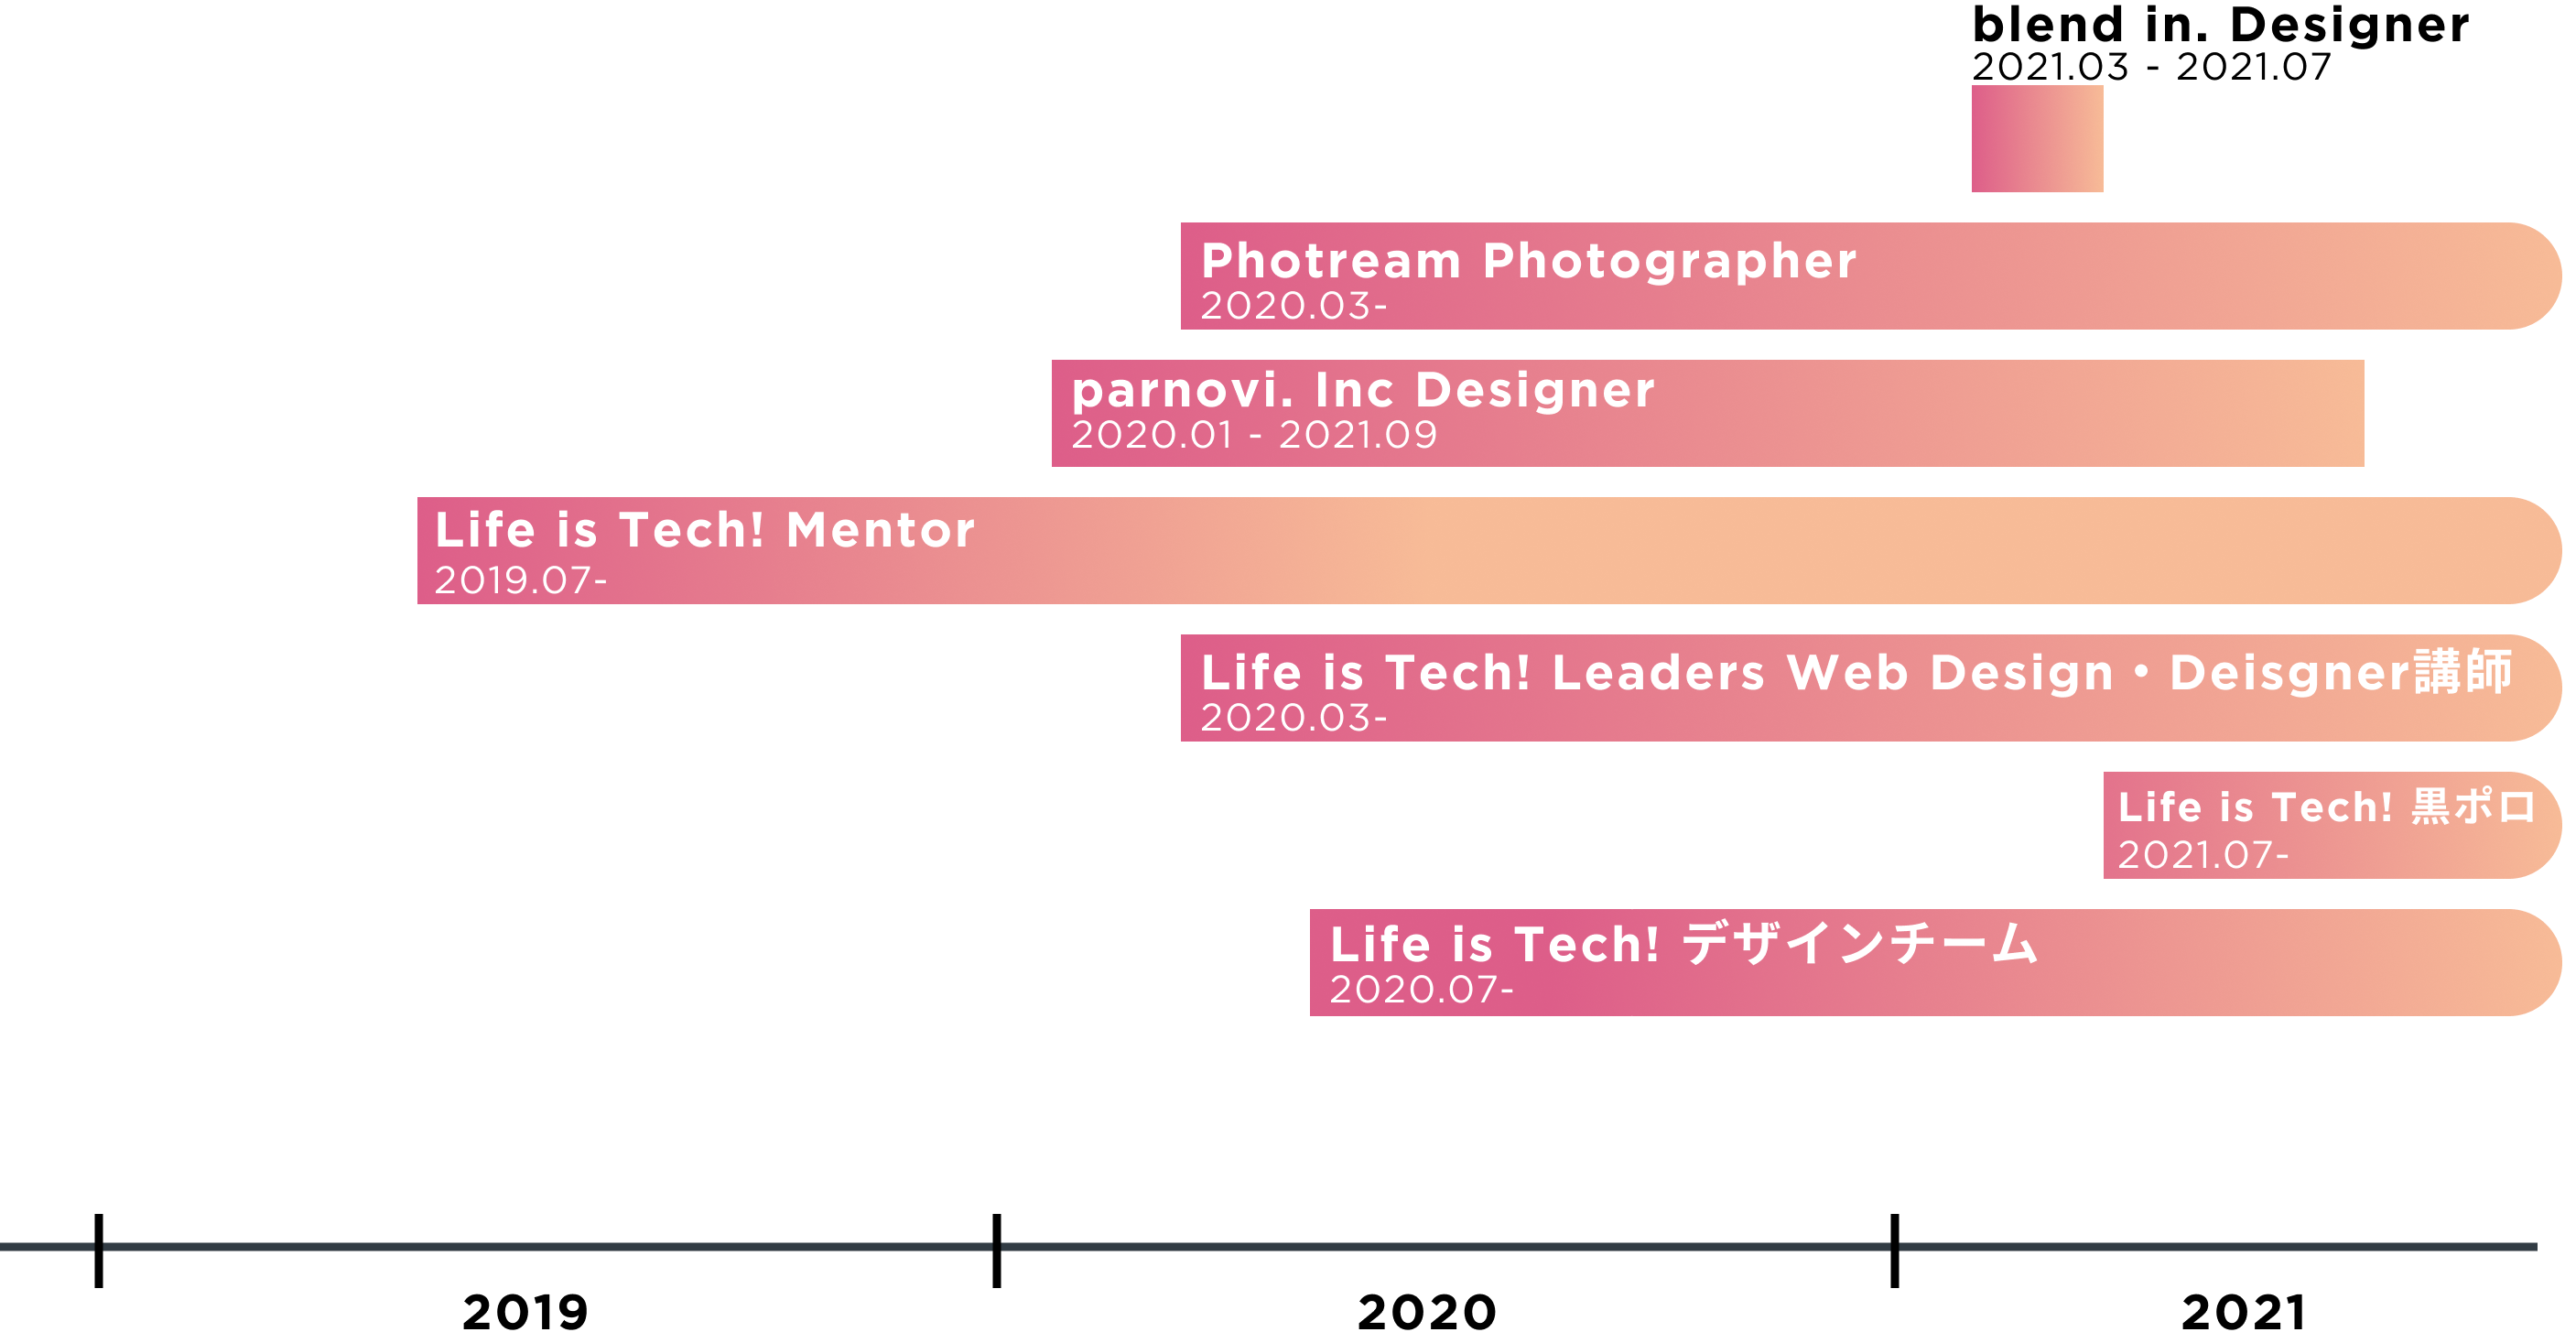 blend in. Designer
2021.03 - 2021.07
Photream Photographer
2020.03-
parnovi. Inc Designer
2020.01 - 2021.09
Life is Tech! Mentor
2019.07-
Life is Tech! Leaders Web Design・Deisgner講師
2020.03-
Life is Tech! 黒ポロ
2021.07-
Life is Tech! デザインチーム
2020.07-
2019
2020
2021